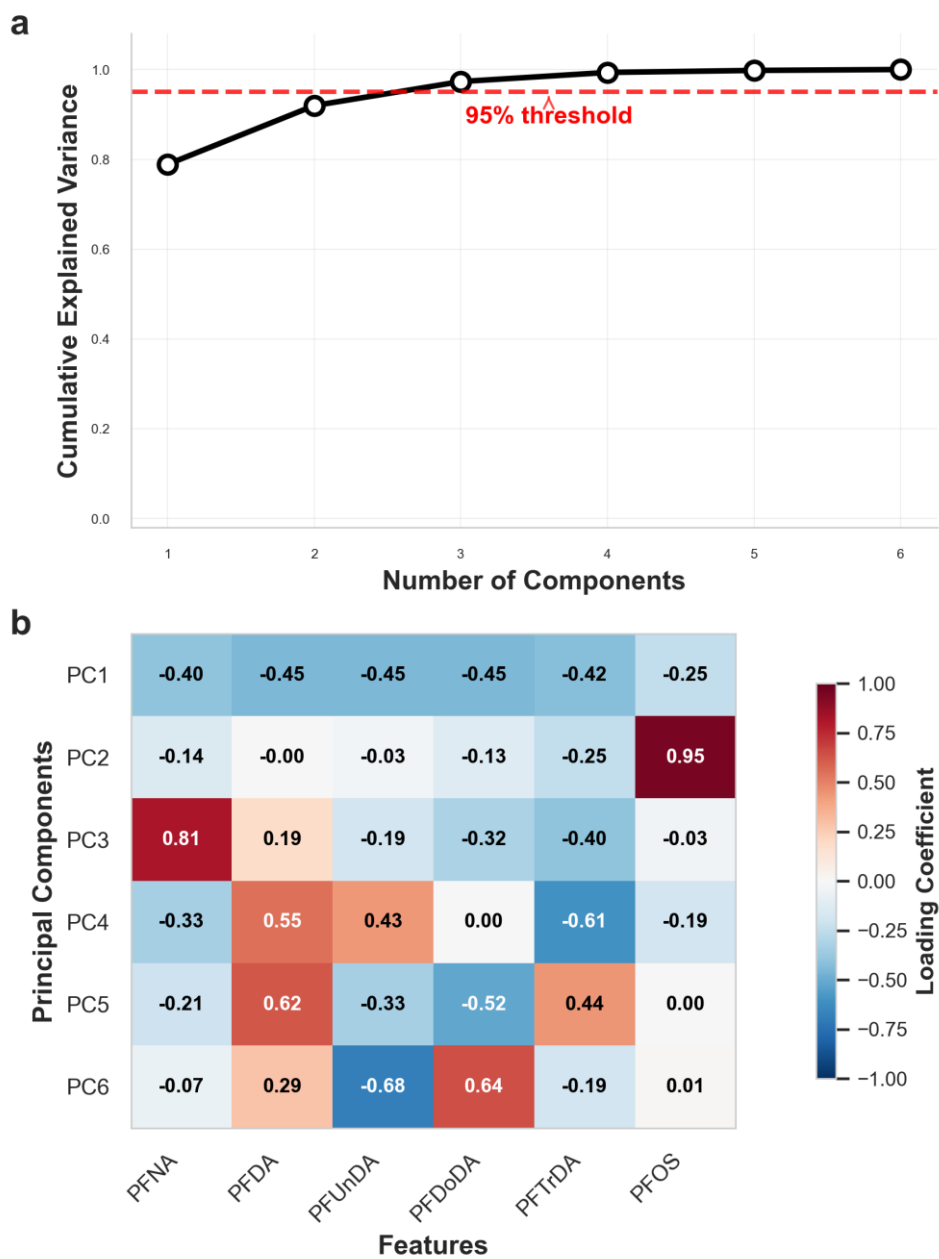 a
Cumulative Explained Variance
1.0
0.8
0.6
0.4
0.2
0.0
95% threshold
1 2 3 4 5 6
Number of Components
b
Principal Components
PC1 -0.40 -0.45 -0.45 -0.45 -0.42 -0.25
PC2 -0.14 -0.00 -0.03 -0.13 -0.25 0.95
PC3 0.81 0.19 -0.19 -0.32 -0.40 -0.03
PC4 -0.33 0.55 0.43 0.00 -0.61 -0.19
PC5 -0.21 0.62 -0.33 -0.52 0.44 0.00
PC6 -0.07 0.29 -0.68 0.64 -0.19 0.01
PFNA PFDA PFUnDA PFDoDA PFTrDA PFOS
Features
1.00
0.75
0.50
0.25
0.00
−0.25
−0.50
−0.75
−1.00
Loading Coefficient